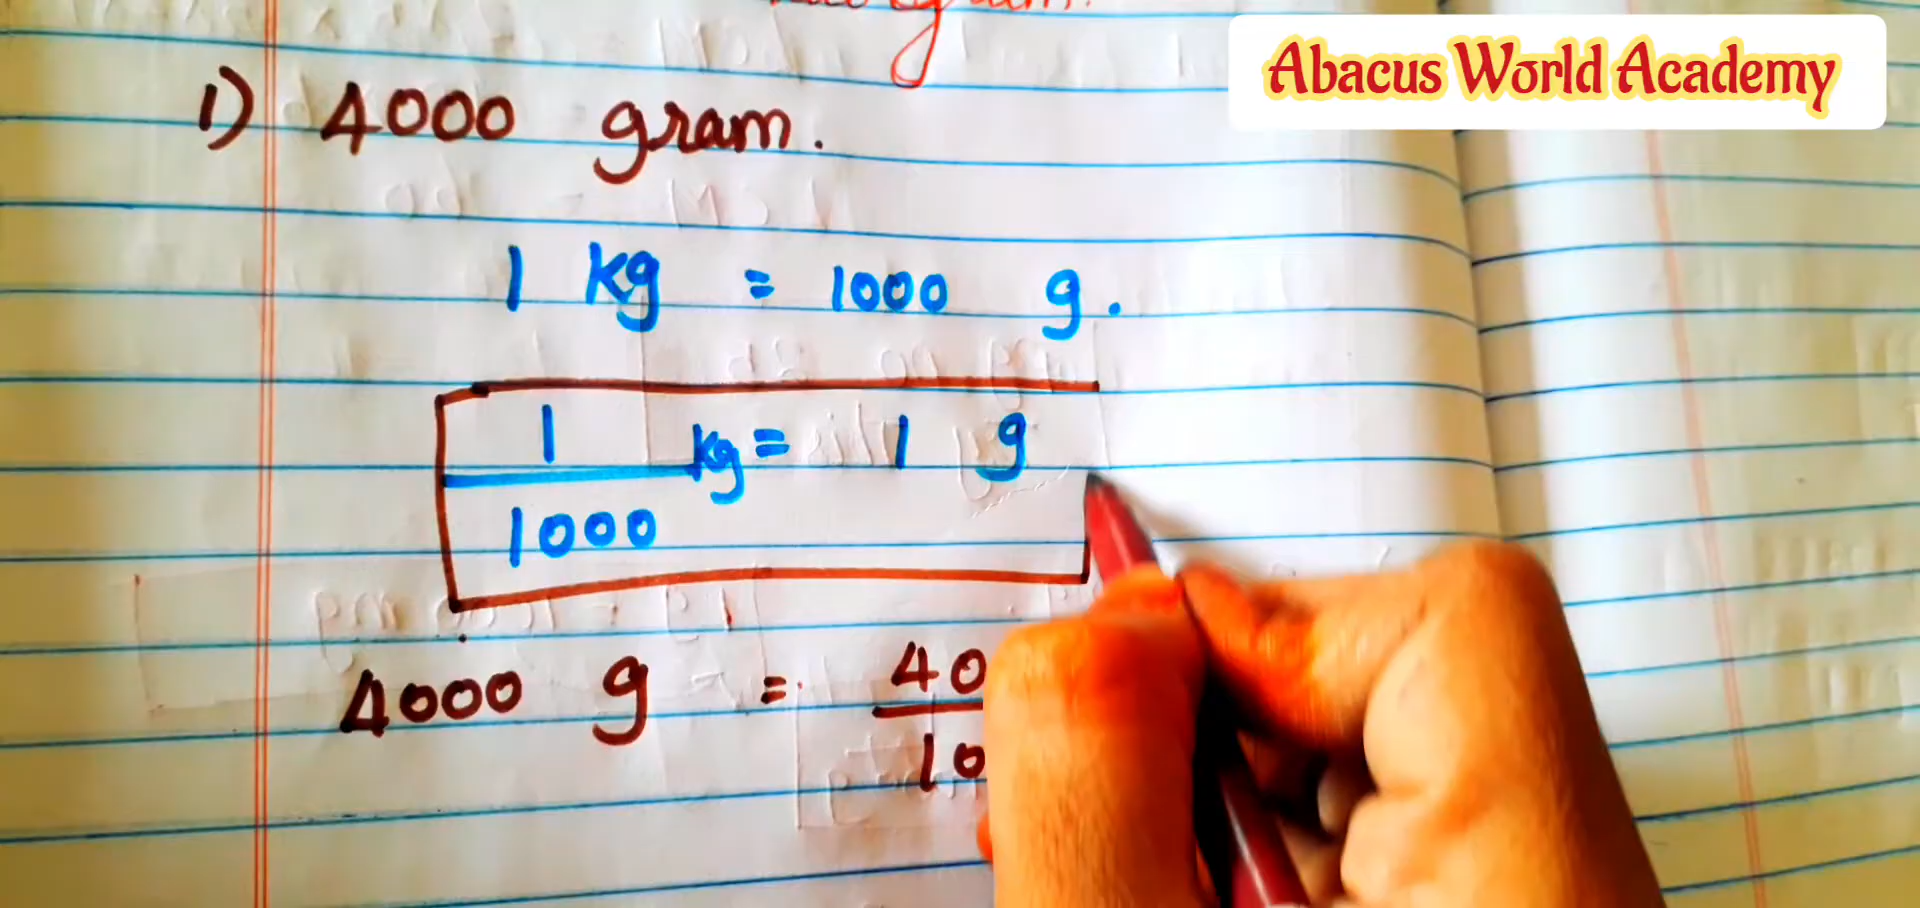 Abacus World Academy
1) 4000 gram.
1 kg = 1000 g.
1
kg = 1 g
1000
4000 g = 40
10